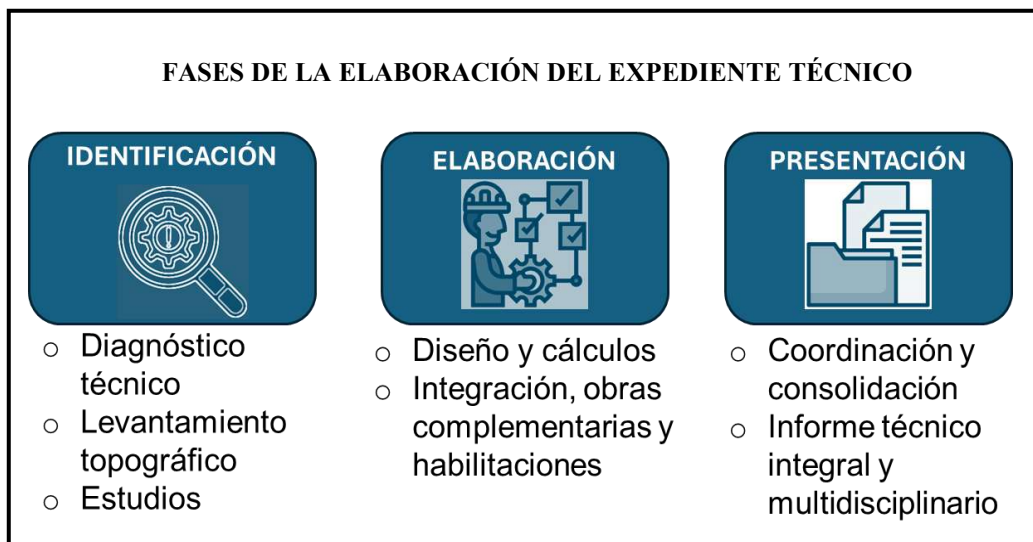 FASES DE LA ELABORACIÓN DEL EXPEDIENTE TÉCNICO
IDENTIFICACIÓN
o Diagnóstico
técnico
o Levantamiento
topográfico
o Estudios
ELABORACIÓN
o Diseño y cálculos
o Integración, obras
complementarias y
habilitaciones
PRESENTACIÓN
o Coordinación y
consolidación
o Informe técnico
integral y
multidisciplinario